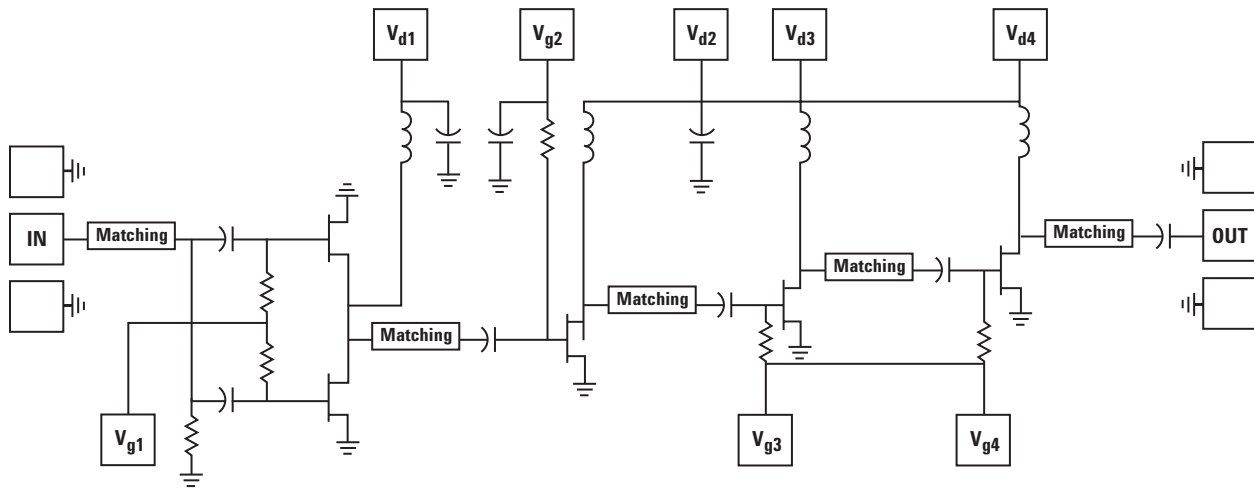 Vd1
Vg2
Vd2
Vd3
Vd4
IN
Matching
Matching
OUT
Matching
Matching
Matching
Vg1
Vg3
Vg4